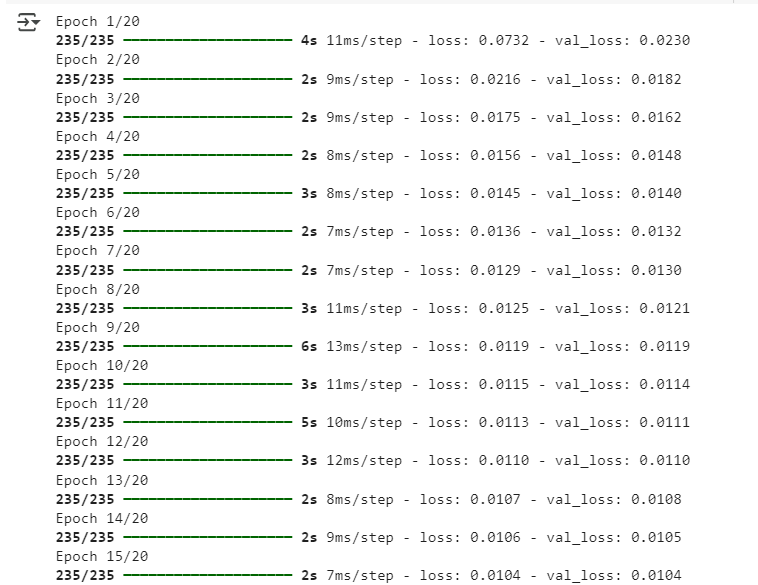 Epoch 1/20
235/235 ━━━━━━━━━━━━━━━━━━━━ 4s 11ms/step - loss: 0.0732 - val_loss: 0.0230
Epoch 2/20
235/235 ━━━━━━━━━━━━━━━━━━━━ 2s 9ms/step - loss: 0.0216 - val_loss: 0.0182
Epoch 3/20
235/235 ━━━━━━━━━━━━━━━━━━━━ 2s 9ms/step - loss: 0.0175 - val_loss: 0.0162
Epoch 4/20
235/235 ━━━━━━━━━━━━━━━━━━━━ 2s 8ms/step - loss: 0.0156 - val_loss: 0.0148
Epoch 5/20
235/235 ━━━━━━━━━━━━━━━━━━━━ 3s 8ms/step - loss: 0.0145 - val_loss: 0.0140
Epoch 6/20
235/235 ━━━━━━━━━━━━━━━━━━━━ 2s 7ms/step - loss: 0.0136 - val_loss: 0.0132
Epoch 7/20
235/235 ━━━━━━━━━━━━━━━━━━━━ 2s 7ms/step - loss: 0.0129 - val_loss: 0.0130
Epoch 8/20
235/235 ━━━━━━━━━━━━━━━━━━━━ 3s 11ms/step - loss: 0.0125 - val_loss: 0.0121
Epoch 9/20
235/235 ━━━━━━━━━━━━━━━━━━━━ 6s 13ms/step - loss: 0.0119 - val_loss: 0.0119
Epoch 10/20
235/235 ━━━━━━━━━━━━━━━━━━━━ 3s 11ms/step - loss: 0.0115 - val_loss: 0.0114
Epoch 11/20
235/235 ━━━━━━━━━━━━━━━━━━━━ 5s 10ms/step - loss: 0.0113 - val_loss: 0.0111
Epoch 12/20
235/235 ━━━━━━━━━━━━━━━━━━━━ 3s 12ms/step - loss: 0.0110 - val_loss: 0.0110
Epoch 13/20
235/235 ━━━━━━━━━━━━━━━━━━━━ 2s 8ms/step - loss: 0.0107 - val_loss: 0.0108
Epoch 14/20
235/235 ━━━━━━━━━━━━━━━━━━━━ 2s 9ms/step - loss: 0.0106 - val_loss: 0.0105
Epoch 15/20
235/235 ━━━━━━━━━━━━━━━━━━━━ 2s 7ms/step - loss: 0.0104 - val_loss: 0.0104